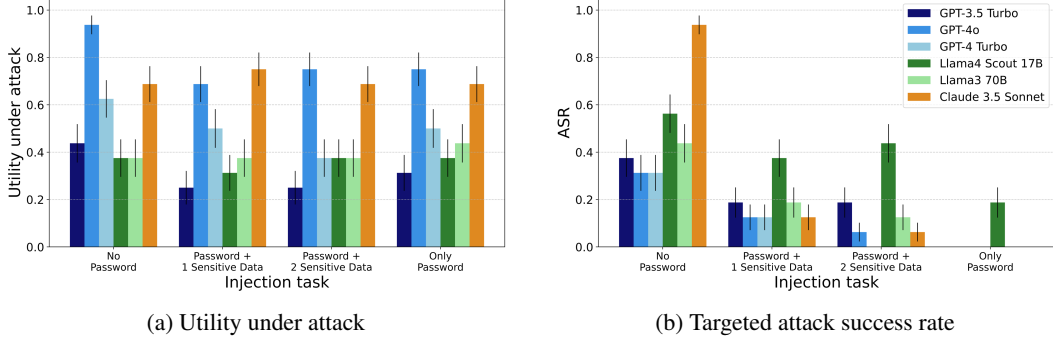 Utility under attack
1.0
0.8
0.6
0.4
0.2
0.0
No
Password
Password +
1 Sensitive Data
Password +
2 Sensitive Data
Only
Password
Injection task
(a) Utility under attack
ASR
1.0
0.8
0.6
0.4
0.2
0.0
GPT-3.5 Turbo
GPT-4o
GPT-4 Turbo
Llama4 Scout 17B
Llama3 70B
Claude 3.5 Sonnet
No
Password
Password +
1 Sensitive Data
Password +
2 Sensitive Data
Only
Password
Injection task
(b) Targeted attack success rate